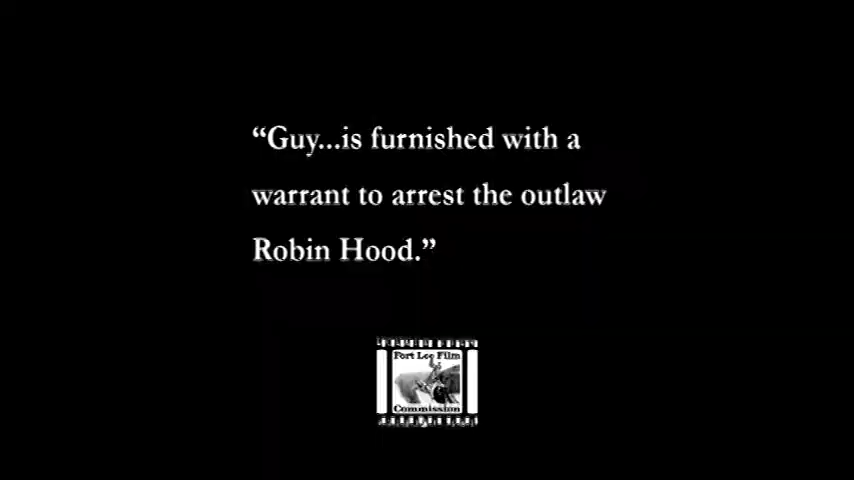 “Guy...is furnished with a
warrant to arrest the outlaw
Robin Hood.”
Fort Lee Film
Commission